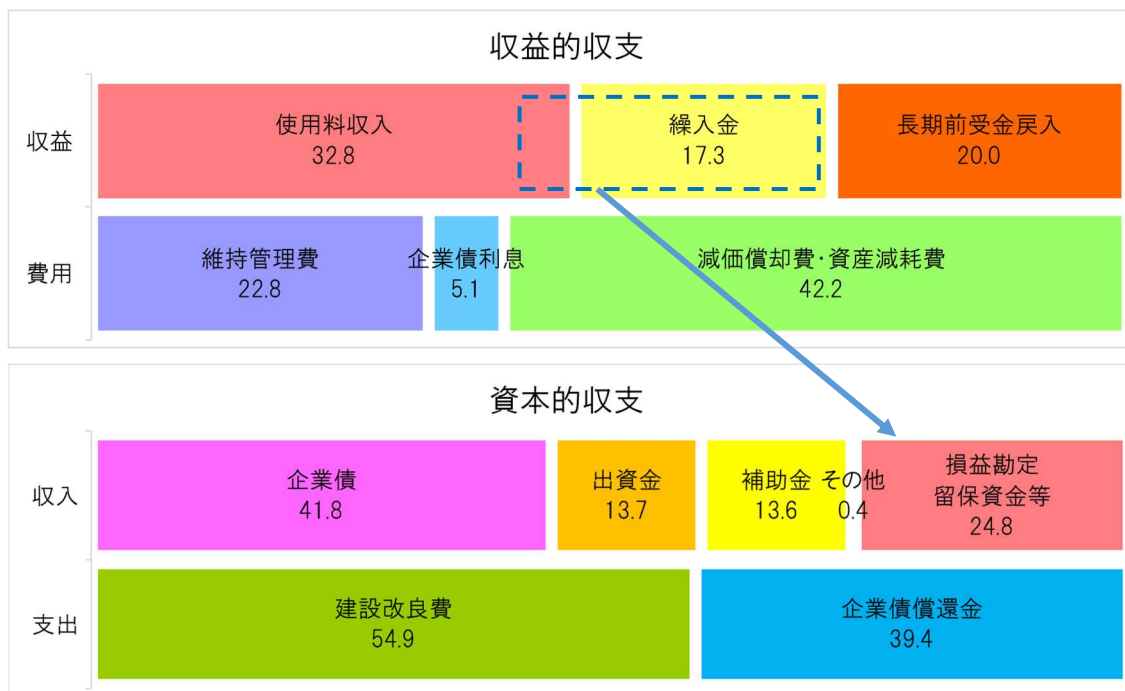 収益的収支
収益
使用料収入
32.8
繰入金
17.3
長期前受金戻入
20.0
費用
維持管理費
22.8
企業債利息
5.1
減価償却費・資産減耗費
42.2
資本的収支
収入
企業債
41.8
出資金
13.7
補助金
13.6
その他
0.4
損益勘定
留保資金等
24.8
支出
建設改良費
54.9
企業債償還金
39.4